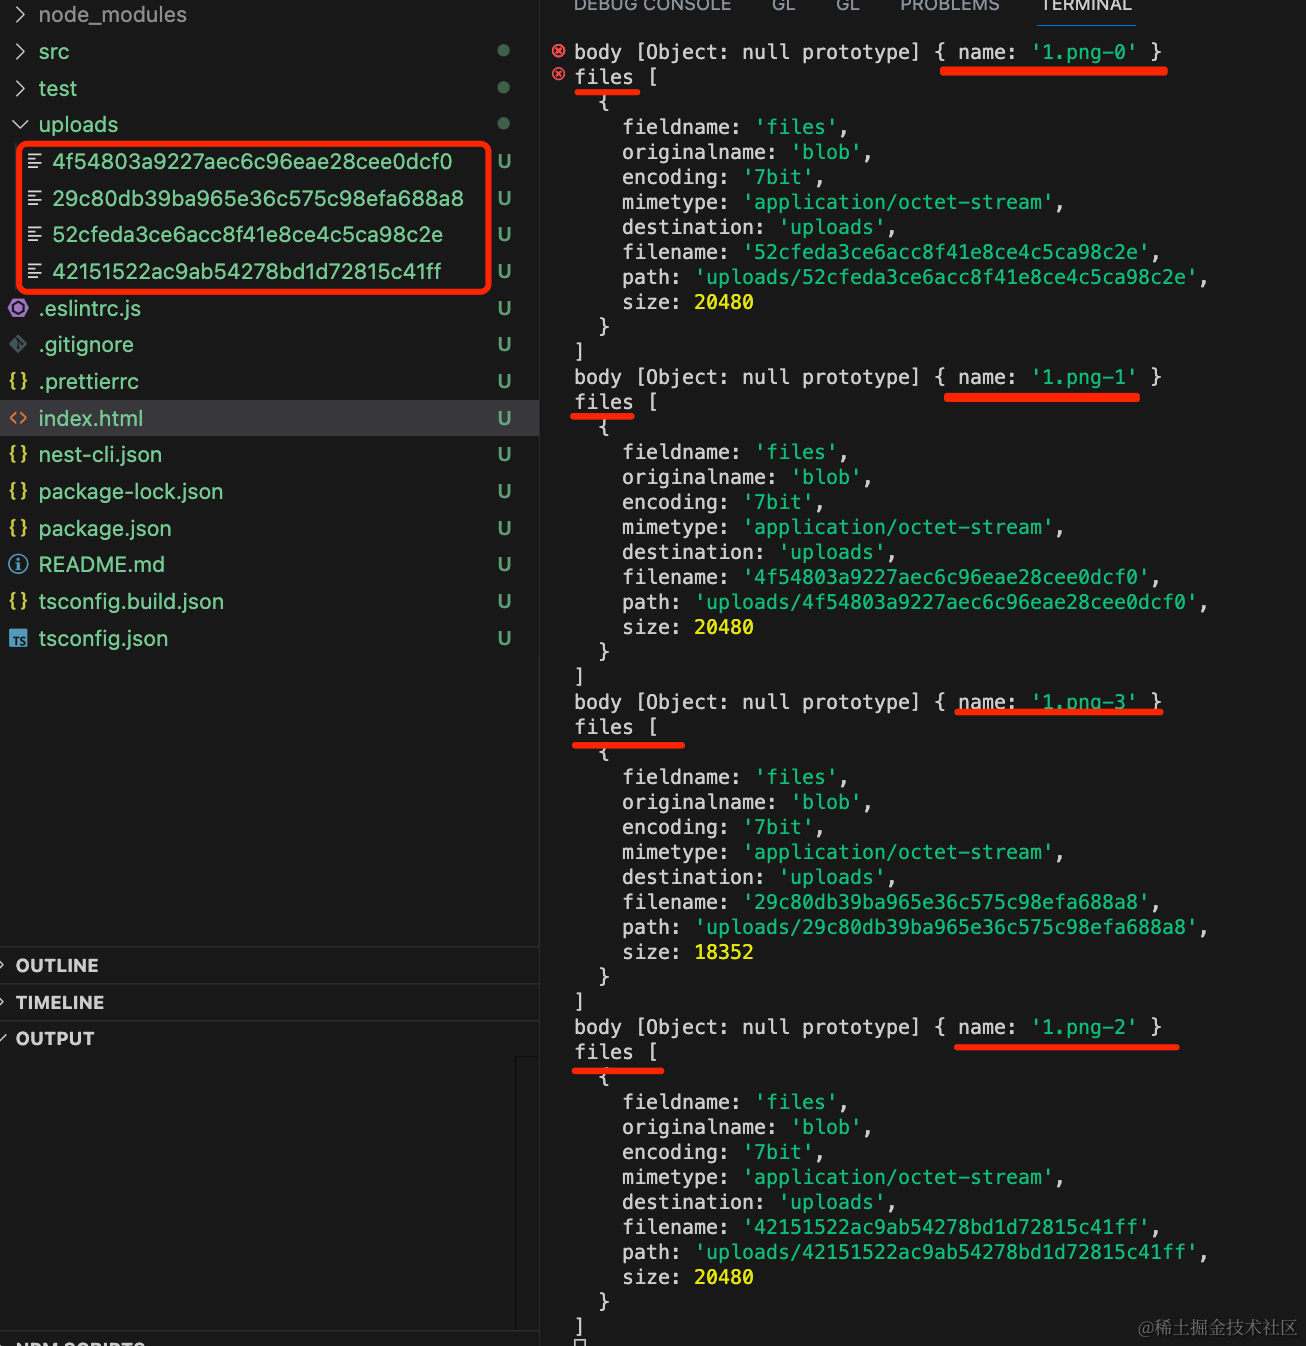 node_modules
src
test
uploads
4f54803a9227aec6c96eae28cee0dcf0 U
29c80db39ba965e36c575c98efa688a8 U
52cfeda3ce6acc8f41e8ce4c5ca98c2e U
42151522ac9ab54278bd1d72815c41ff U
.eslintrc.js U
.gitignore U
.prettierrc U
index.html U
nest-cli.json U
package-lock.json U
package.json U
README.md U
tsconfig.build.json U
TS tsconfig.json U
OUTLINE
TIMELINE
OUTPUT
NPM SCRIPTS
DEBUG CONSOLE GL GL PROBLEMS TERMINAL
body [Object: null prototype] { name: '1.png-0' }
files [
{
fieldname: 'files',
originalname: 'blob',
encoding: '7bit',
mimetype: 'application/octet-stream',
destination: 'uploads',
filename: '52cfeda3ce6acc8f41e8ce4c5ca98c2e',
path: 'uploads/52cfeda3ce6acc8f41e8ce4c5ca98c2e',
size: 20480
}
]
body [Object: null prototype] { name: '1.png-1' }
files [
{
fieldname: 'files',
originalname: 'blob',
encoding: '7bit',
mimetype: 'application/octet-stream',
destination: 'uploads',
filename: '4f54803a9227aec6c96eae28cee0dcf0',
path: 'uploads/4f54803a9227aec6c96eae28cee0dcf0',
size: 20480
}
]
body [Object: null prototype] { name: '1.png-3' }
files [
{
fieldname: 'files',
originalname: 'blob',
encoding: '7bit',
mimetype: 'application/octet-stream',
destination: 'uploads',
filename: '29c80db39ba965e36c575c98efa688a8',
path: 'uploads/29c80db39ba965e36c575c98efa688a8',
size: 18352
}
]
body [Object: null prototype] { name: '1.png-2' }
files [
{
fieldname: 'files',
originalname: 'blob',
encoding: '7bit',
mimetype: 'application/octet-stream',
destination: 'uploads',
filename: '42151522ac9ab54278bd1d72815c41ff',
path: 'uploads/42151522ac9ab54278bd1d72815c41ff',
size: 20480
}
]
@稀土掘金技术社区